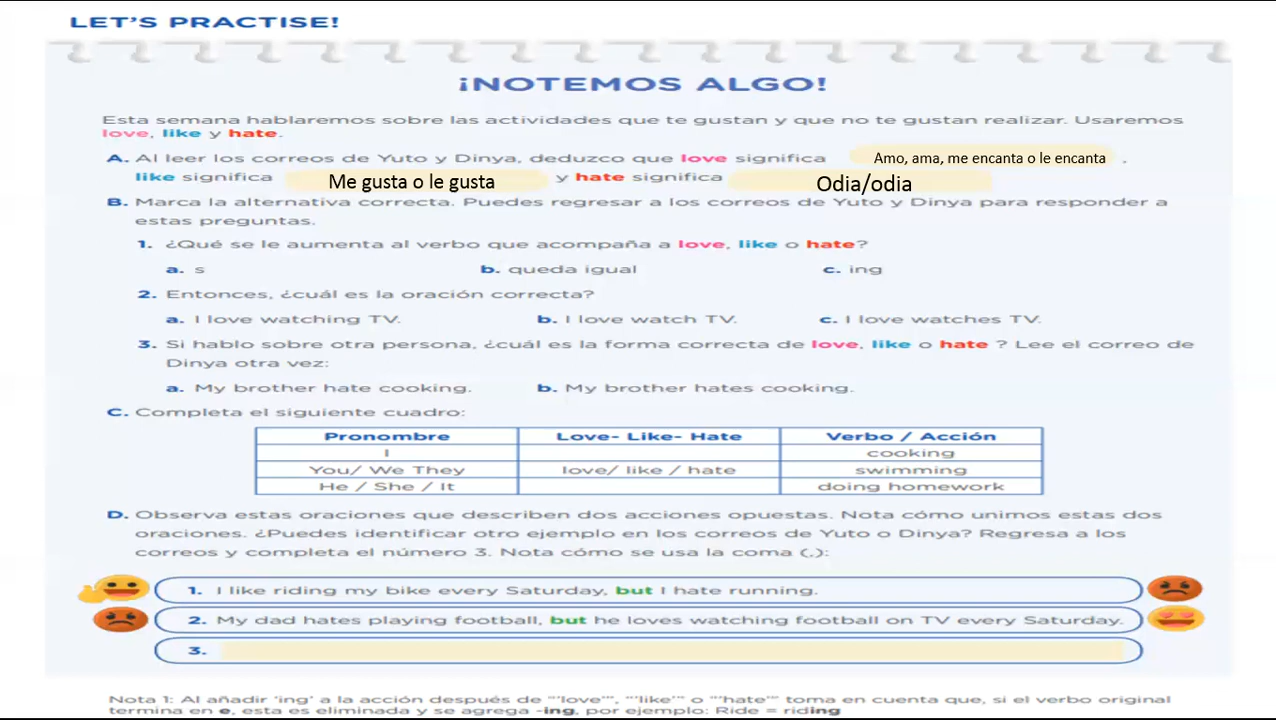 LET'S PRACTISE!
¡NOTEMOS ALGO!
Esta semana hablaremos sobre las actividades que te gustan y que no te gustan realizar. Usaremos
love, like y hate.
A. Al leer los correos de Yuto y Dinya, deduzco que love significa Amo, ama, me encanta o le encanta ,
like significa Me gusta o le gusta y hate significa Odia/odia
B. Marca la alternativa correcta. Puedes regresar a los correos de Yuto y Dinya para responder a
estas preguntas.
1. ¿Qué se le aumenta al verbo que acompaña a love, like o hate?
a. s b. queda igual c. ing
2. Entonces, ¿cuál es la oración correcta?
a. I love watching TV. b. I love watch TV. c. I love watches TV.
3. Si hablo sobre otra persona, ¿cuál es la forma correcta de love, like o hate ? Lee el correo de
Dinya otra vez:
a. My brother hate cooking. b. My brother hates cooking.
C. Completa el siguiente cuadro:
Pronombre Love- Like- Hate Verbo / Acción
I cooking
You/ We They love/ like / hate swimming
He / She / It doing homework
D. Observa estas oraciones que describen dos acciones opuestas. Nota cómo unimos estas dos
oraciones. ¿Puedes identificar otro ejemplo en los correos de Yuto o Dinya? Regresa a los
correos y completa el número 3. Nota cómo se usa la coma (,):
1. I like riding my bike every Saturday, but I hate running.
2. My dad hates playing football, but he loves watching football on TV every Saturday.
3.
Nota 1: Al añadir 'ing' a la acción después de "'love'", "'like'" o "'hate'" toma en cuenta que, si el verbo original
termina en e, esta es eliminada y se agrega -ing, por ejemplo: Ride = riding